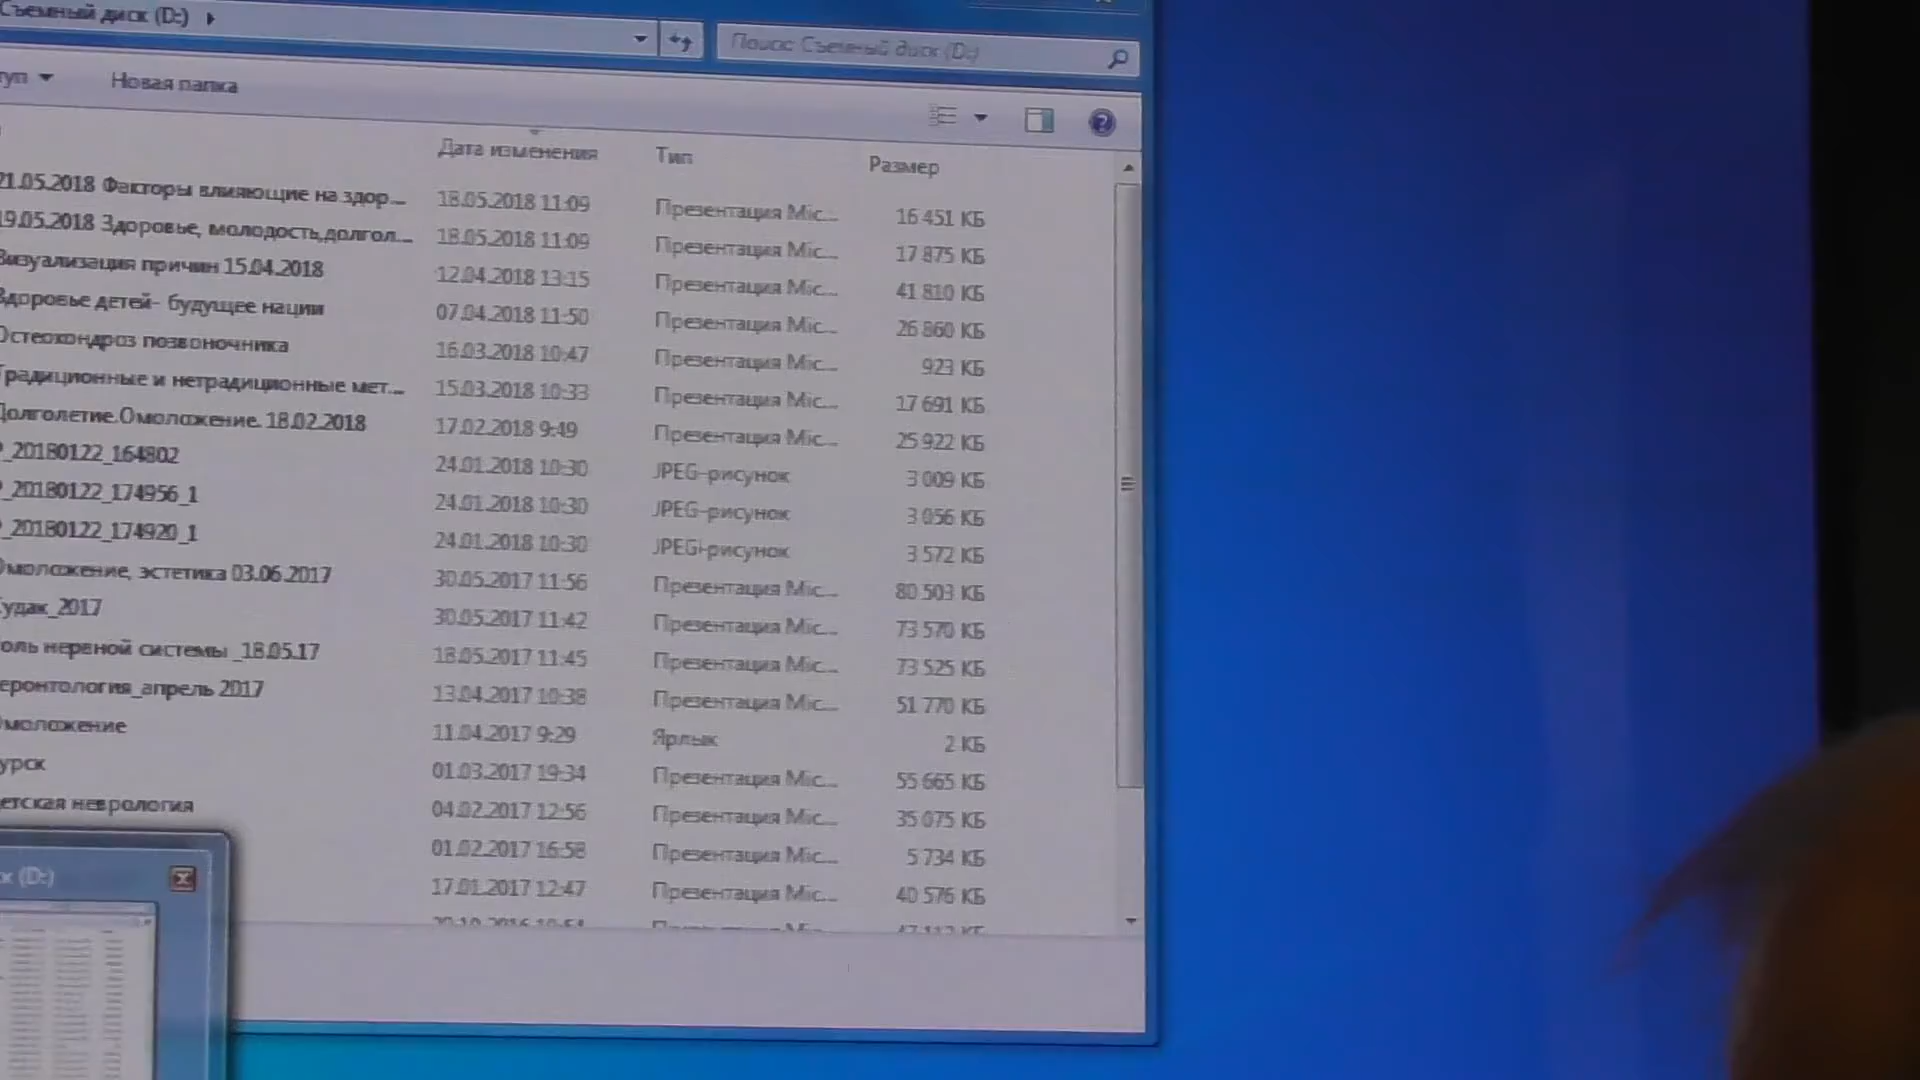 Съемный диск (D:)
Поиск: Съемный диск (D:)
Новая папка
Дата изменения Тип Размер
21.05.2018 Факторы влияющие на здор... 18.05.2018 11:09 Презентация Mic... 16 451 КБ
19.05.2018 Здоровье, молодость,долгол... 18.05.2018 11:09 Презентация Mic... 17 875 КБ
Визуализация причин 15.04.2018 12.04.2018 13:15 Презентация Mic... 41 810 КБ
Здоровье детей- будущее нации 07.04.2018 11:50 Презентация Mic... 26 860 КБ
Остеохондроз позвоночника 16.03.2018 10:47 Презентация Mic... 923 КБ
Традиционные и нетрадиционные мет... 15.03.2018 10:33 Презентация Mic... 17 691 КБ
Долголетие.Омоложение. 18.02.2018 17.02.2018 9:49 Презентация Mic... 25 922 КБ
_20180122_164802 24.01.2018 10:30 JPEG-рисунок 3 009 КБ
_20180122_174956_1 24.01.2018 10:30 JPEG-рисунок 3 056 КБ
_20180122_174920_1 24.01.2018 10:30 JPEG-рисунок 3 572 КБ
Омоложение, эстетика 03.06.2017 30.05.2017 11:56 Презентация Mic... 80 503 КБ
удак_2017 30.05.2017 11:42 Презентация Mic... 73 570 КБ
оль нервной системы _18.05.17 18.05.2017 11:45 Презентация Mic... 73 525 КБ
еронтология_апрель 2017 13.04.2017 10:38 Презентация Mic... 51 770 КБ
Омоложение 11.04.2017 9:29 Ярлык 2 КБ
урск 01.03.2017 19:34 Презентация Mic... 55 665 КБ
етская неврология 04.02.2017 12:56 Презентация Mic... 35 075 КБ
01.02.2017 16:58 Презентация Mic... 5 734 КБ
17.01.2017 12:47 Презентация Mic... 40 576 КБ
(D:)